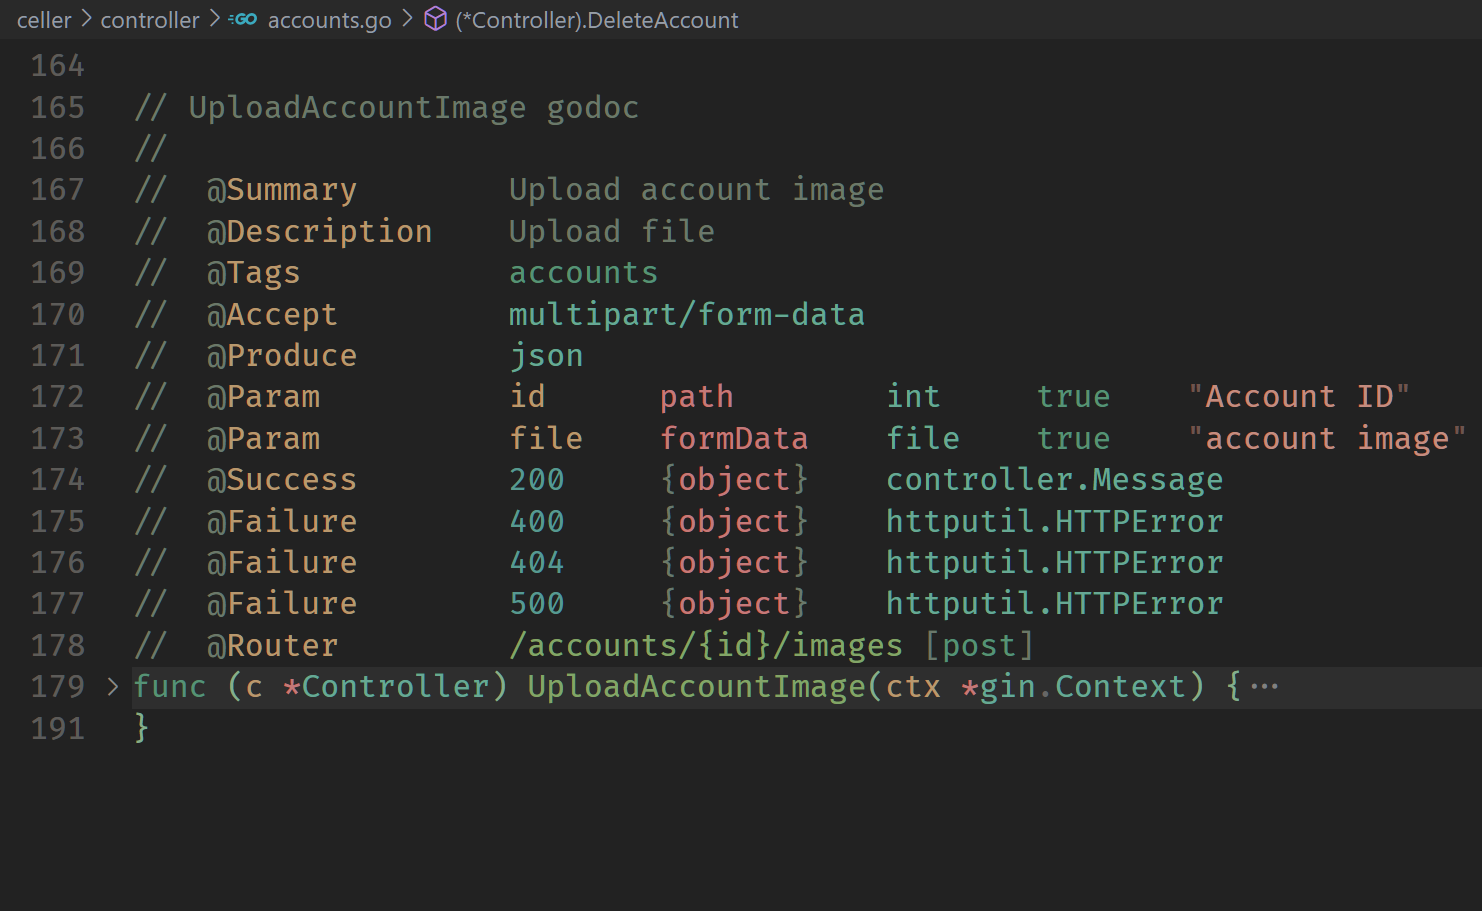 celler > controller > GO accounts.go > (*Controller).DeleteAccount
164
165 // UploadAccountImage godoc
166 //
167 //  @Summary        Upload account image
168 //  @Description    Upload file
169 //  @Tags           accounts
170 //  @Accept         multipart/form-data
171 //  @Produce        json
172 //  @Param          id      path        int     true    "Account ID"
173 //  @Param          file    formData    file    true    "account image"
174 //  @Success        200     {object}    controller.Message
175 //  @Failure        400     {object}    httputil.HTTPError
176 //  @Failure        404     {object}    httputil.HTTPError
177 //  @Failure        500     {object}    httputil.HTTPError
178 //  @Router         /accounts/{id}/images [post]
179 > func (c *Controller) UploadAccountImage(ctx *gin.Context) {⋯
191 }